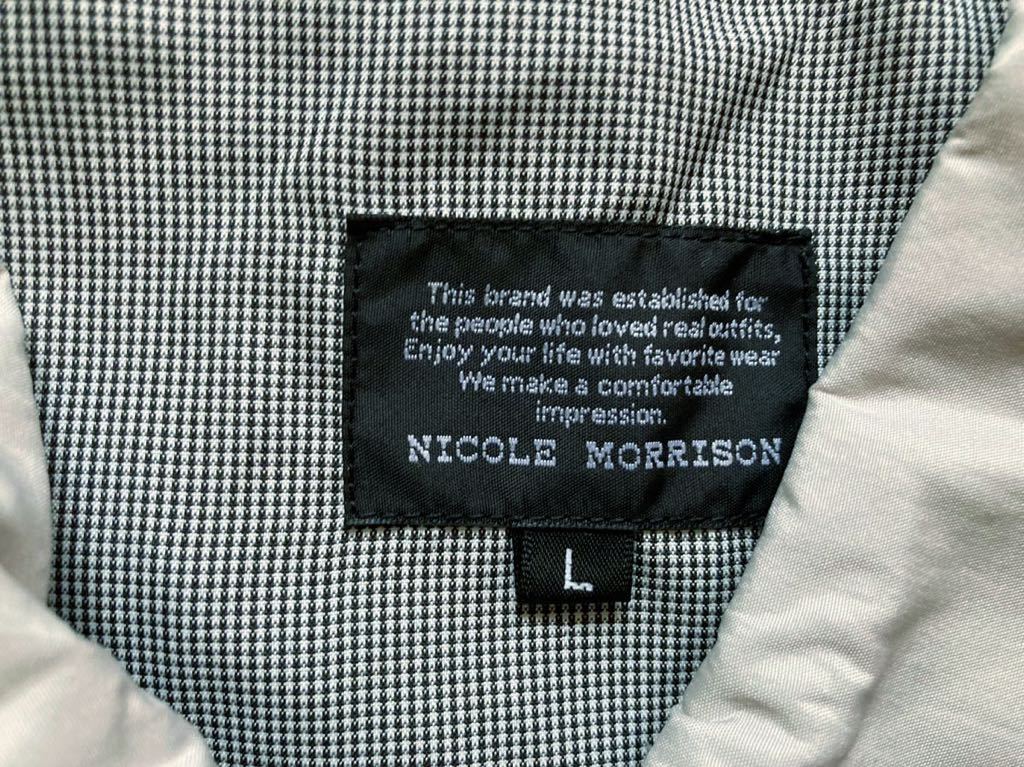 This brand was established for
the people who loved real outfits,
Enjoy your life with favorite wear
We make a comfortable
impression.
NICOLE MORRISON
L